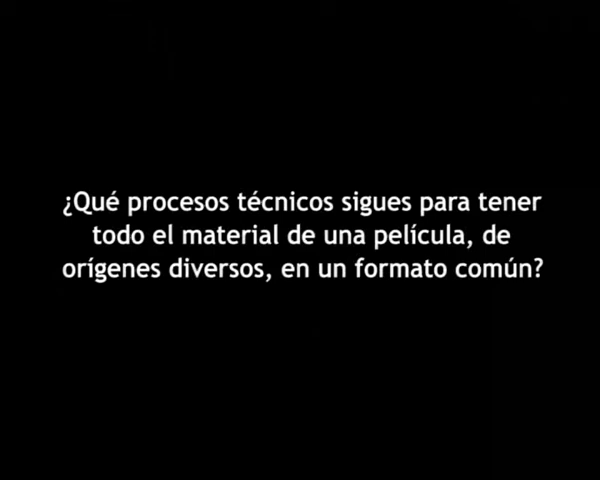 ¿Qué procesos técnicos sigues para tener
todo el material de una película, de
orígenes diversos, en un formato común?